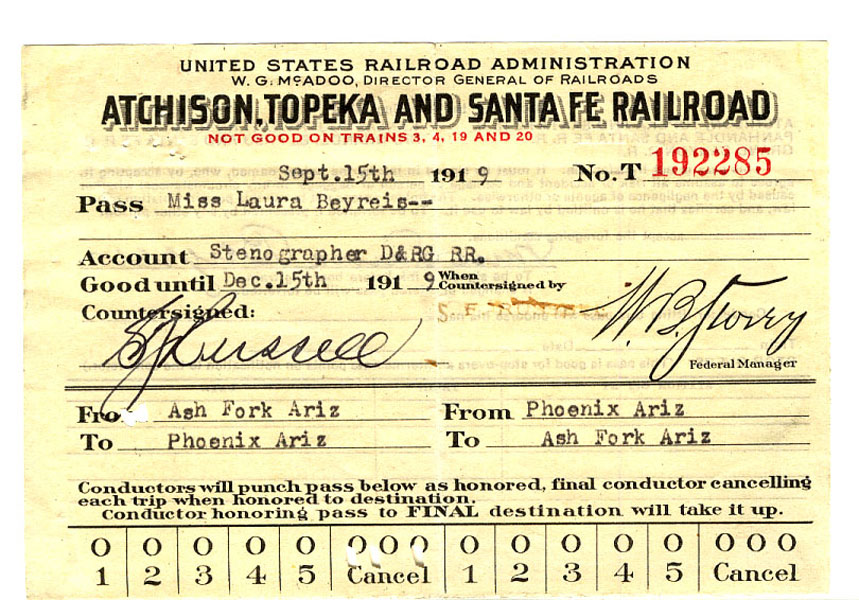 UNITED STATES RAILROAD ADMINISTRATION
W. G. McADOO, DIRECTOR GENERAL OF RAILROADS
ATCHISON, TOPEKA AND SANTA FE RAILROAD
NOT GOOD ON TRAINS 3, 4, 19 AND 20
Sept.15th 1919 No. T 192285
Pass Miss Laura Beyreis--
Account Stenographer D&RG RR.
Good until Dec.15th 1919 When Countersigned by
Countersigned:
S J Russell W. B. Storey
Federal Manager
Fro Ash Fork Ariz From Phoenix Ariz
To Phoenix Ariz To Ash Fork Ariz
Conductors will punch pass below as honored, final conductor cancelling
each trip when honored to destination.
Conductor honoring pass to FINAL destination will take it up.
O O O O O O O O O O O O O O O O
1 2 3 4 5 Cancel 1 2 3 4 5 Cancel